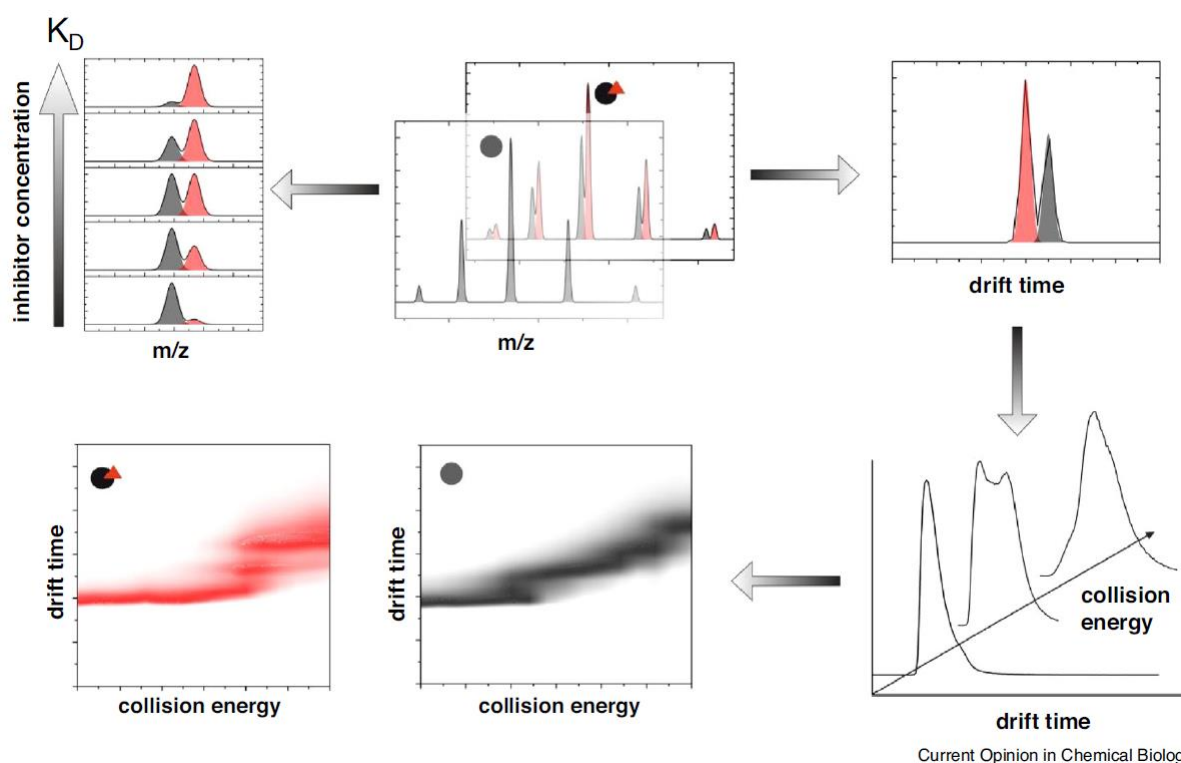 K_D
inhibitor concentration
m/z
m/z
drift time
drift time
collision energy
drift time
collision energy
collision
energy
drift time
Current Opinion in Chemical Biolog